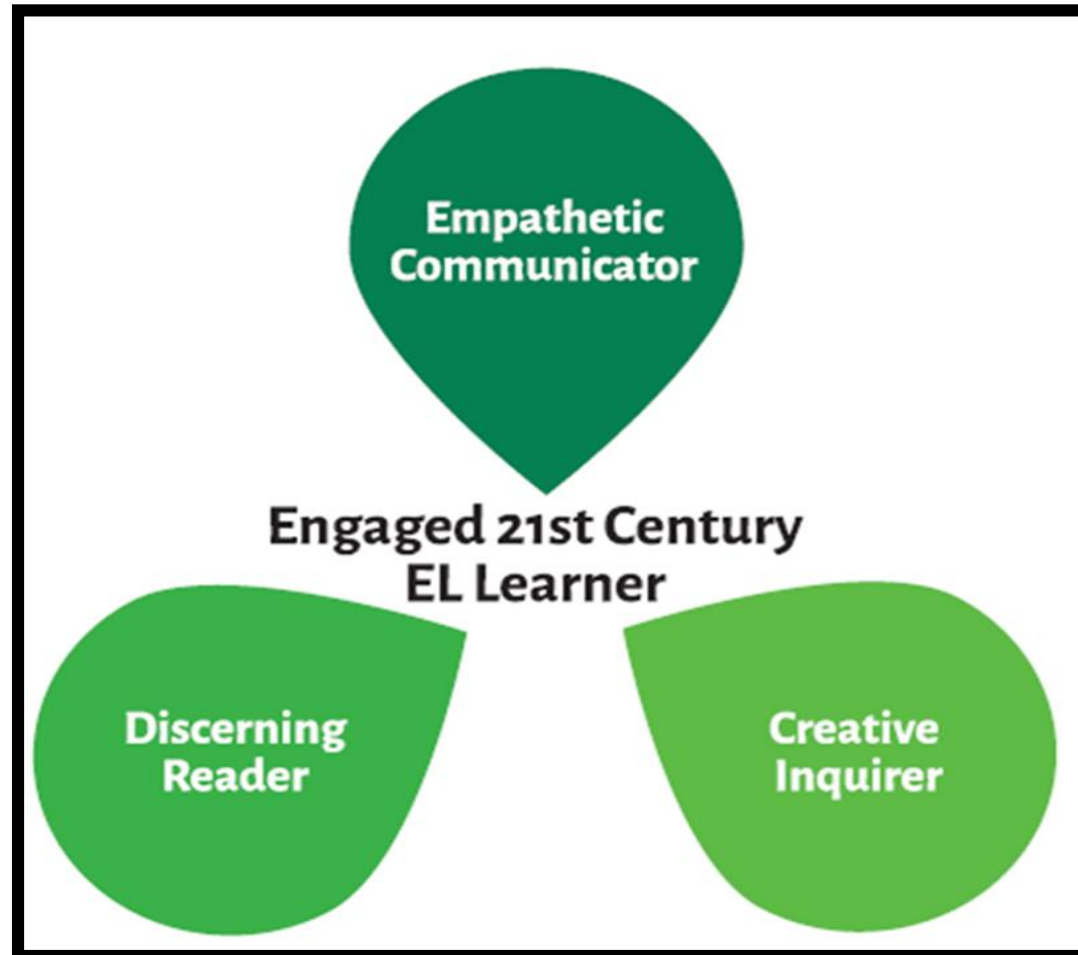 Empathetic
Communicator
Engaged 21st Century
EL Learner
Discerning
Reader
Creative
Inquirer